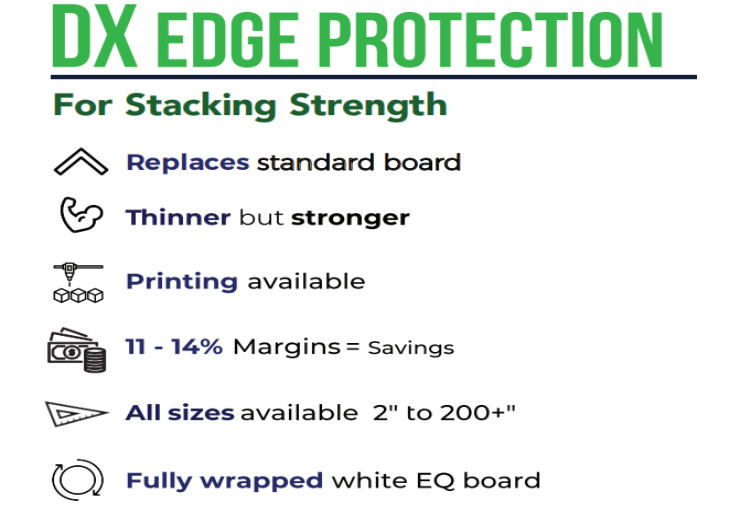 DX EDGE PROTECTION
For Stacking Strength
Replaces standard board
Thinner but stronger
Printing available
11 - 14% Margins = Savings
All sizes available 2" to 200+"
Fully wrapped white EQ board